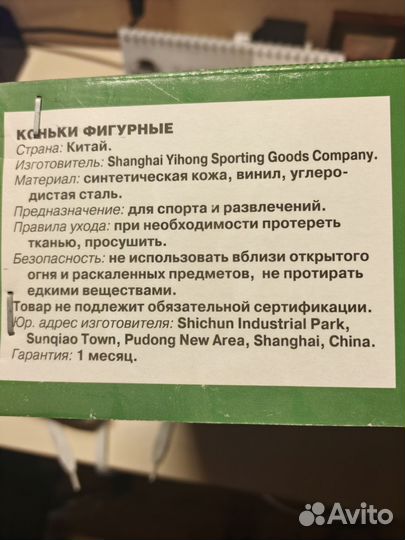 КОНЬКИ ФИГУРНЫЕ
Страна: Китай.
Изготовитель: Shanghai Yihong Sporting Goods Company.
Материал: синтетическая кожа, винил, углеро-
дистая сталь.
Предназначение: для спорта и развлечений.
Правила ухода: при необходимости протереть
тканью, просушить.
Безопасность: не использовать вблизи открытого
огня и раскаленных предметов, не протирать
едкими веществами.
Товар не подлежит обязательной сертификации.
Юр. адрес изготовителя: Shichun Industrial Park,
Sunqiao Town, Pudong New Area, Shanghai, China.
Гарантия: 1 месяц.
Avito